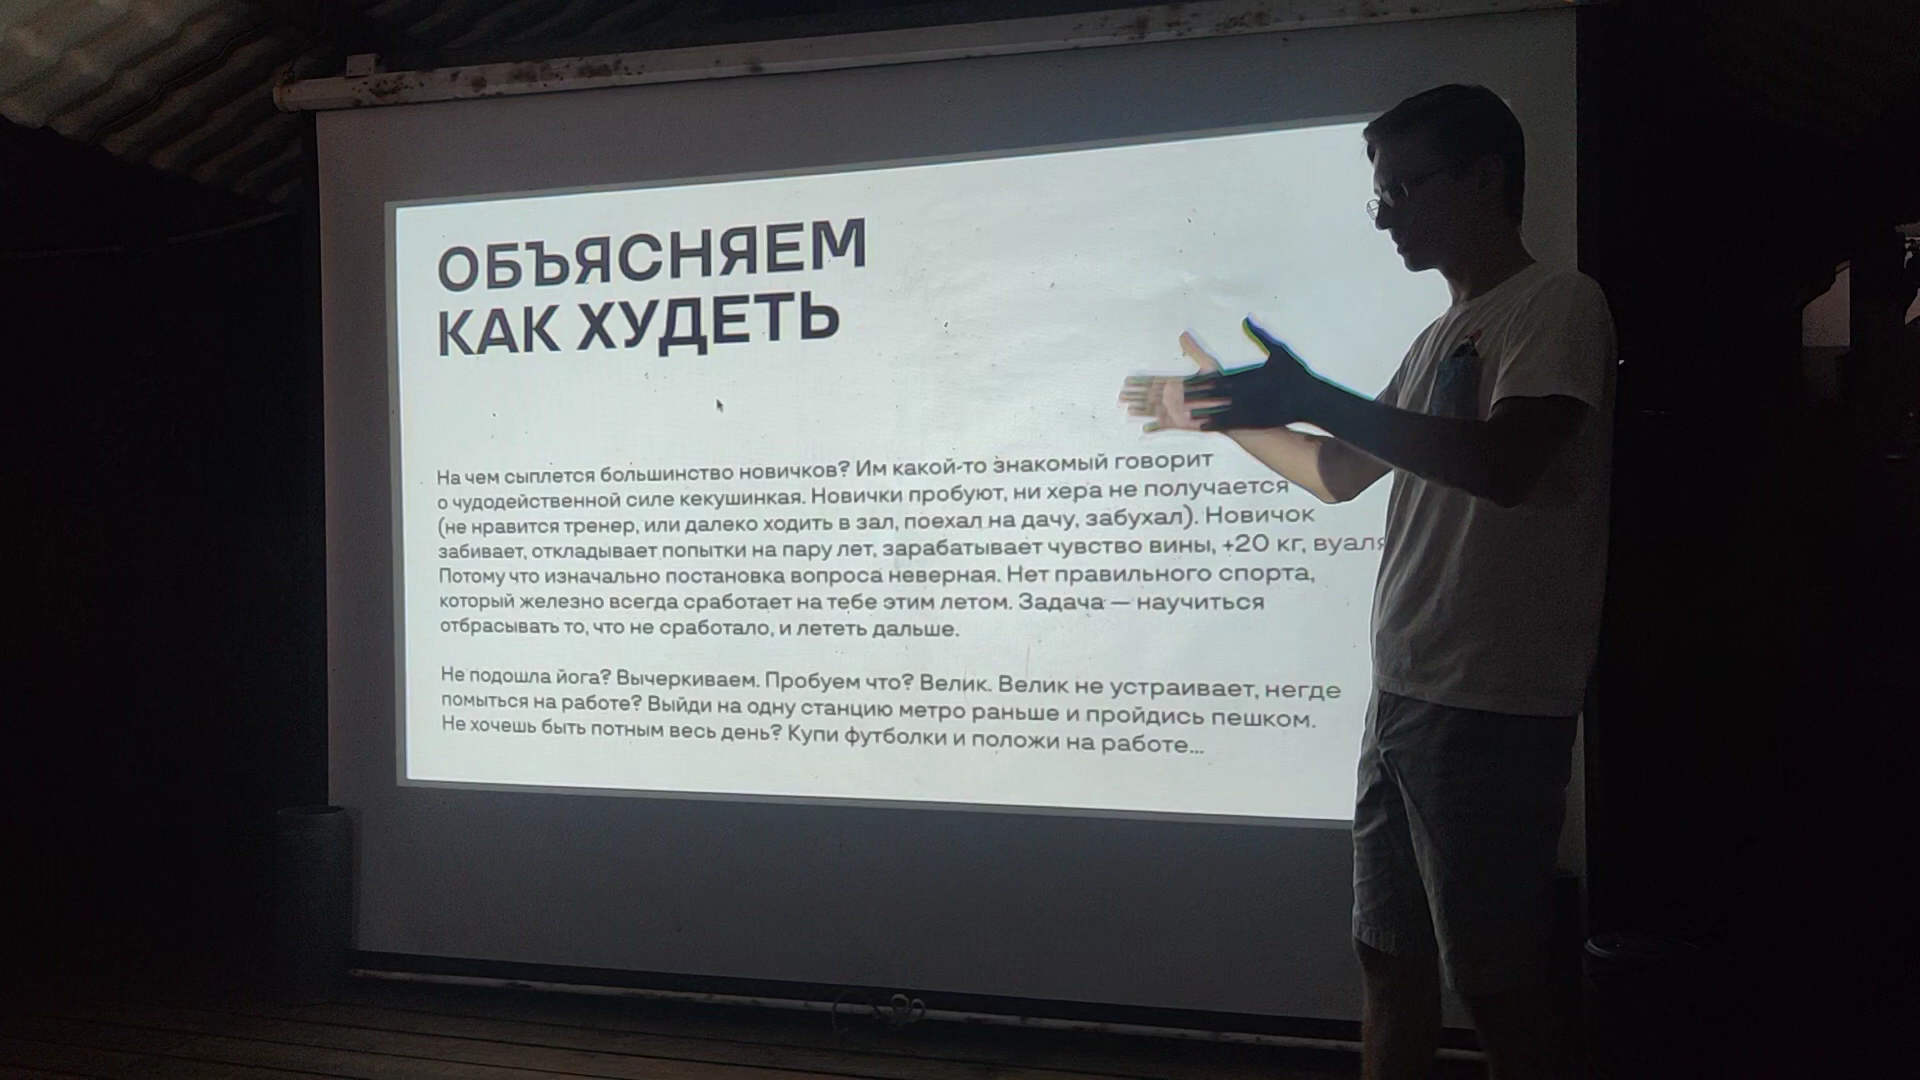 ОБЪЯСНЯЕМ
КАК ХУДЕТЬ
На чем сыплется большинство новичков? Им какой-то знакомый говорит
о чудодейственной силе кекушинкая. Новички пробуют, ни хера не получается
(не нравится тренер, или далеко ходить в зал, поехал на дачу, забухал). Новичок
забивает, откладывает попытки на пару лет, зарабатывает чувство вины, +20 кг, вуаля
Потому что изначально постановка вопроса неверная. Нет правильного спорта,
который железно всегда сработает на тебе этим летом. Задача — научиться
отбрасывать то, что не сработало, и лететь дальше.
Не подошла йога? Вычеркиваем. Пробуем что? Велик. Велик не устраивает, негде
помыться на работе? Выйди на одну станцию метро раньше и пройдись пешком.
Не хочешь быть потным весь день? Купи футболки и положи на работе...